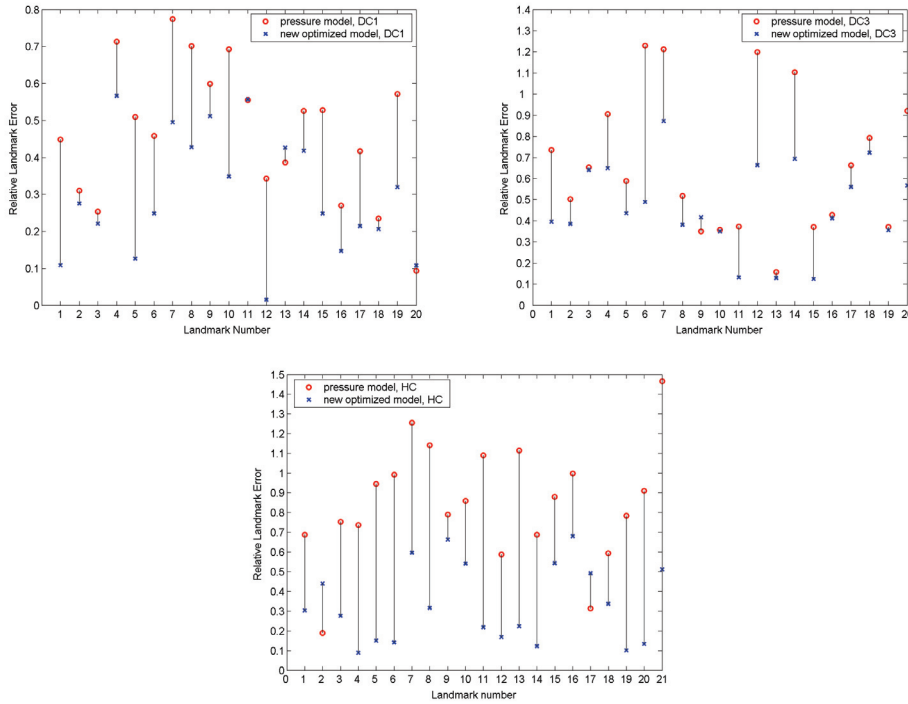 pressure model, DC1
new optimized model, DC1
0.8
0.7
0.6
0.5
0.4
0.3
0.2
0.1
0
Relative Landmark Error
1 2 3 4 5 6 7 8 9 10 11 12 13 14 15 16 17 18 19 20
Landmark Number
pressure model, DC3
new optimized model, DC3
1.4
1.3
1.2
1.1
1
0.9
0.8
0.7
0.6
0.5
0.4
0.3
0.2
0.1
0
Relative Landmark Error
1 2 3 4 5 6 7 8 9 10 11 12 13 14 15 16 17 18 19 20
Landmark Number
pressure model, HC
new optimized model, HC
1.5
1.4
1.3
1.2
1.1
1
0.9
0.8
0.7
0.6
0.5
0.4
0.3
0.2
0.1
0
Relative Landmark Error
0 1 2 3 4 5 6 7 8 9 10 11 12 13 14 15 16 17 18 19 20 21
Landmark number